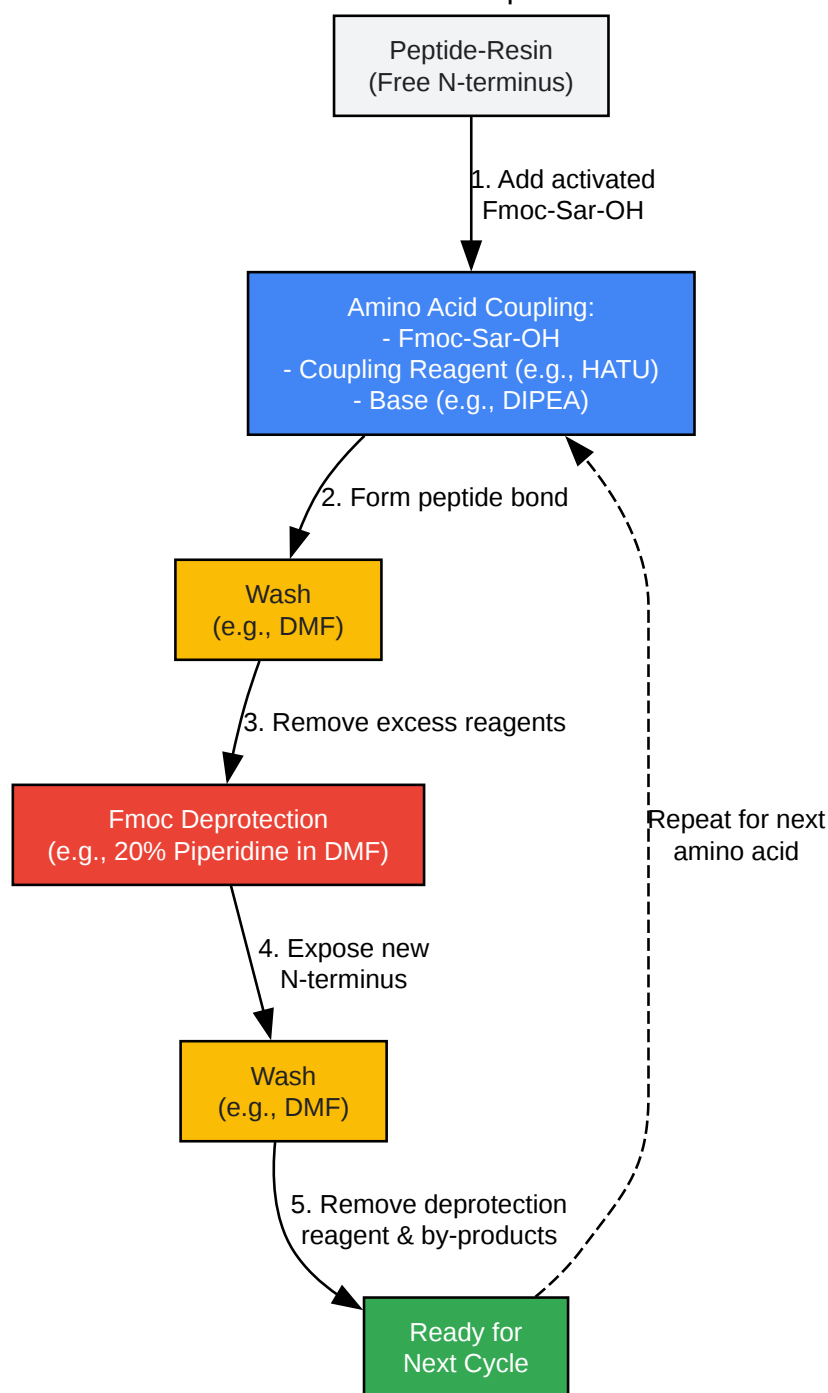 Peptide-Resin
(Free N-terminus)
1. Add activated
Fmoc-Sar-OH
Amino Acid Coupling:
- Fmoc-Sar-OH
- Coupling Reagent (e.g., HATU)
- Base (e.g., DIPEA)
2. Form peptide bond
Wash
(e.g., DMF)
3. Remove excess reagents
Fmoc Deprotection
(e.g., 20% Piperidine in DMF)
Repeat for next
amino acid
4. Expose new
N-terminus
Wash
(e.g., DMF)
5. Remove deprotection
reagent & by-products
Ready for
Next Cycle